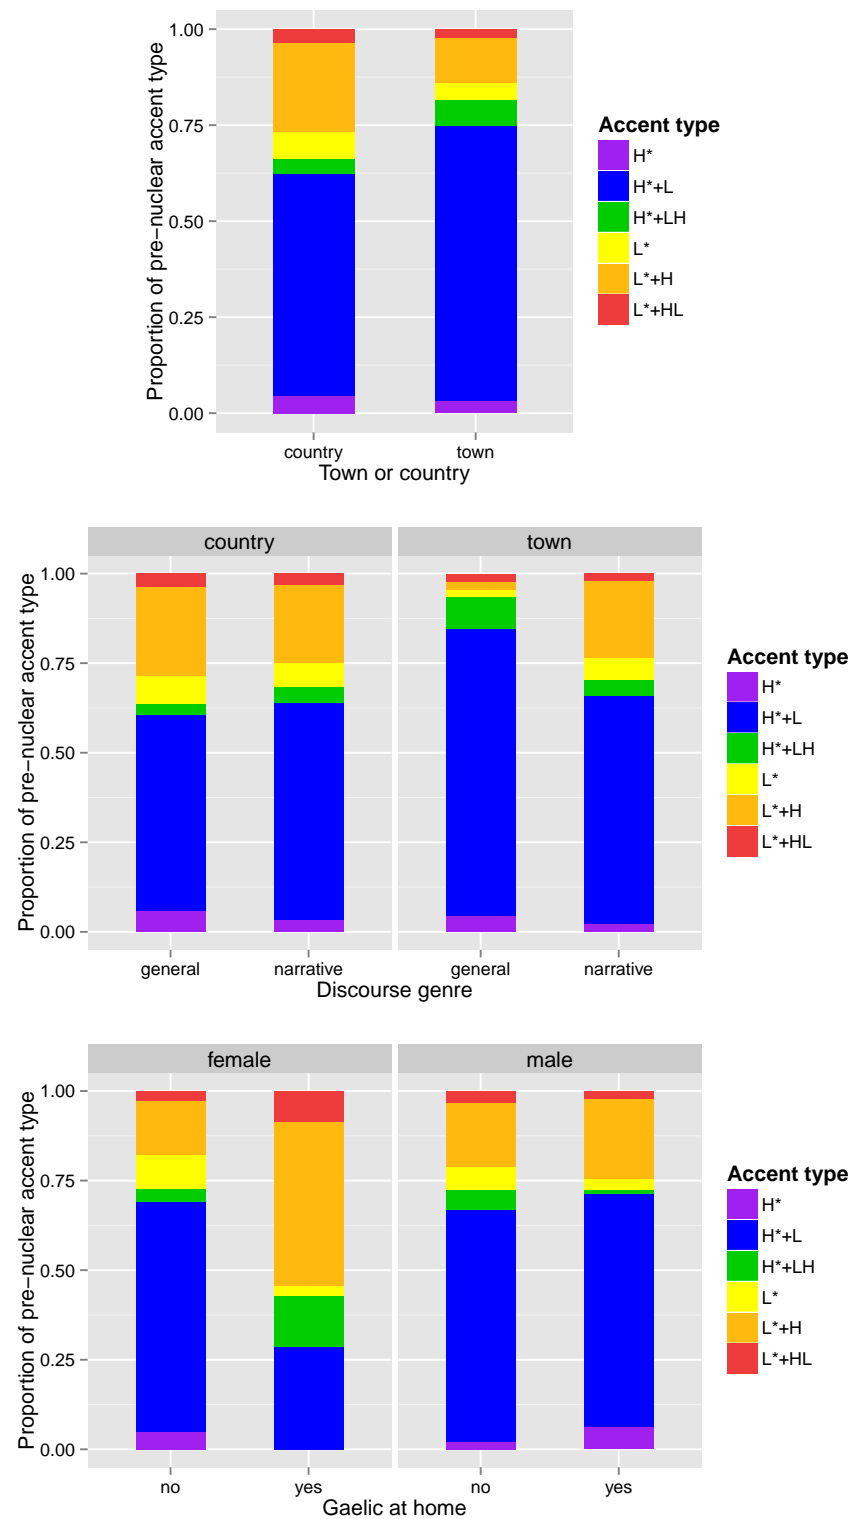 Proportion of pre−nuclear accent type
1.00
0.75
0.50
0.25
0.00
country town
Town or country
Accent type
H*
H*+L
H*+LH
L*
L*+H
L*+HL
country town
Proportion of pre−nuclear accent type
1.00
0.75
0.50
0.25
0.00
general narrative general narrative
Discourse genre
Accent type
H*
H*+L
H*+LH
L*
L*+H
L*+HL
female male
Proportion of pre−nuclear accent type
1.00
0.75
0.50
0.25
0.00
no yes no yes
Gaelic at home
Accent type
H*
H*+L
H*+LH
L*
L*+H
L*+HL